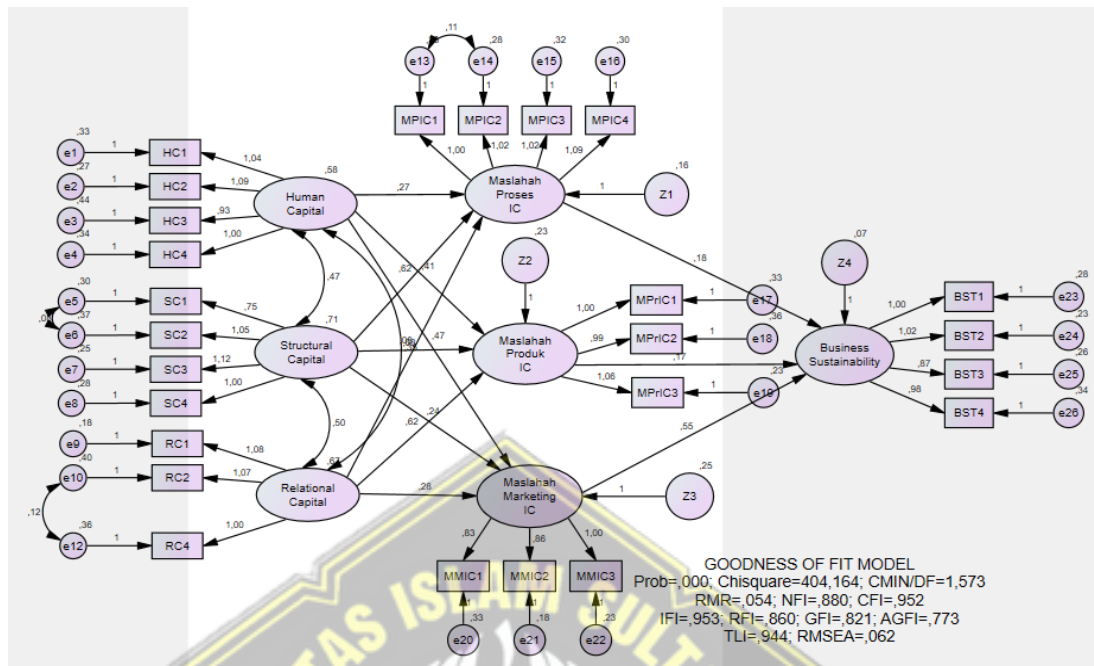 ,11
,28
,32
,30
e13
e14
e15
e16
1
1
1
1
MPIC1
MPIC2
MPIC3
MPIC4
1,00
1,02
1,02
1,09
,33
e1
1
HC1
1,04
,27
e2
1
HC2
1,09
,44
e3
1
HC3
,93
,34
e4
1
HC4
1,00
,58
Human
Capital
,27
Maslahah
Proses
IC
1
Z1
,16
,47
,62
,41
,23
Z2
1
,18
,07
Z4
1
,30
e5
1
SC1
,75
,37
e6
1
SC2
1,05
,25
e7
1
SC3
1,12
,28
e8
1
SC4
1,00
,71
Structural
Capital
,47
Maslahah
Produk
IC
1,00
MPrIC1
1
e17
,33
,99
MPrIC2
1
e18
,36
,17
1,06
MPrIC3
1
e19
,23
Business
Sustainability
1,00
BST1
1
e23
,28
1,02
BST2
1
e24
,23
,87
BST3
1
e25
,26
,98
BST4
1
e26
,34
,50
,62
,24
,55
,18
e9
1
RC1
1,08
,40
e10
1
RC2
1,07
,12
,36
e12
1
RC4
1,00
,67
Relational
Capital
,28
Maslahah
Marketing
IC
1
Z3
,25
,83
,86
1,00
MMIC1
MMIC2
MMIC3
1
1
1
,33
,18
,23
e20
e21
e22
GOODNESS OF FIT MODEL
Prob=,000; Chisquare=404,164; CMIN/DF=1,573
RMR=,054; NFI=,880; CFI=,952
IFI=,953; RFI=,860; GFI=,821; AGFI=,773
TLI=,944; RMSEA=,062
TAS ISLAM SULT